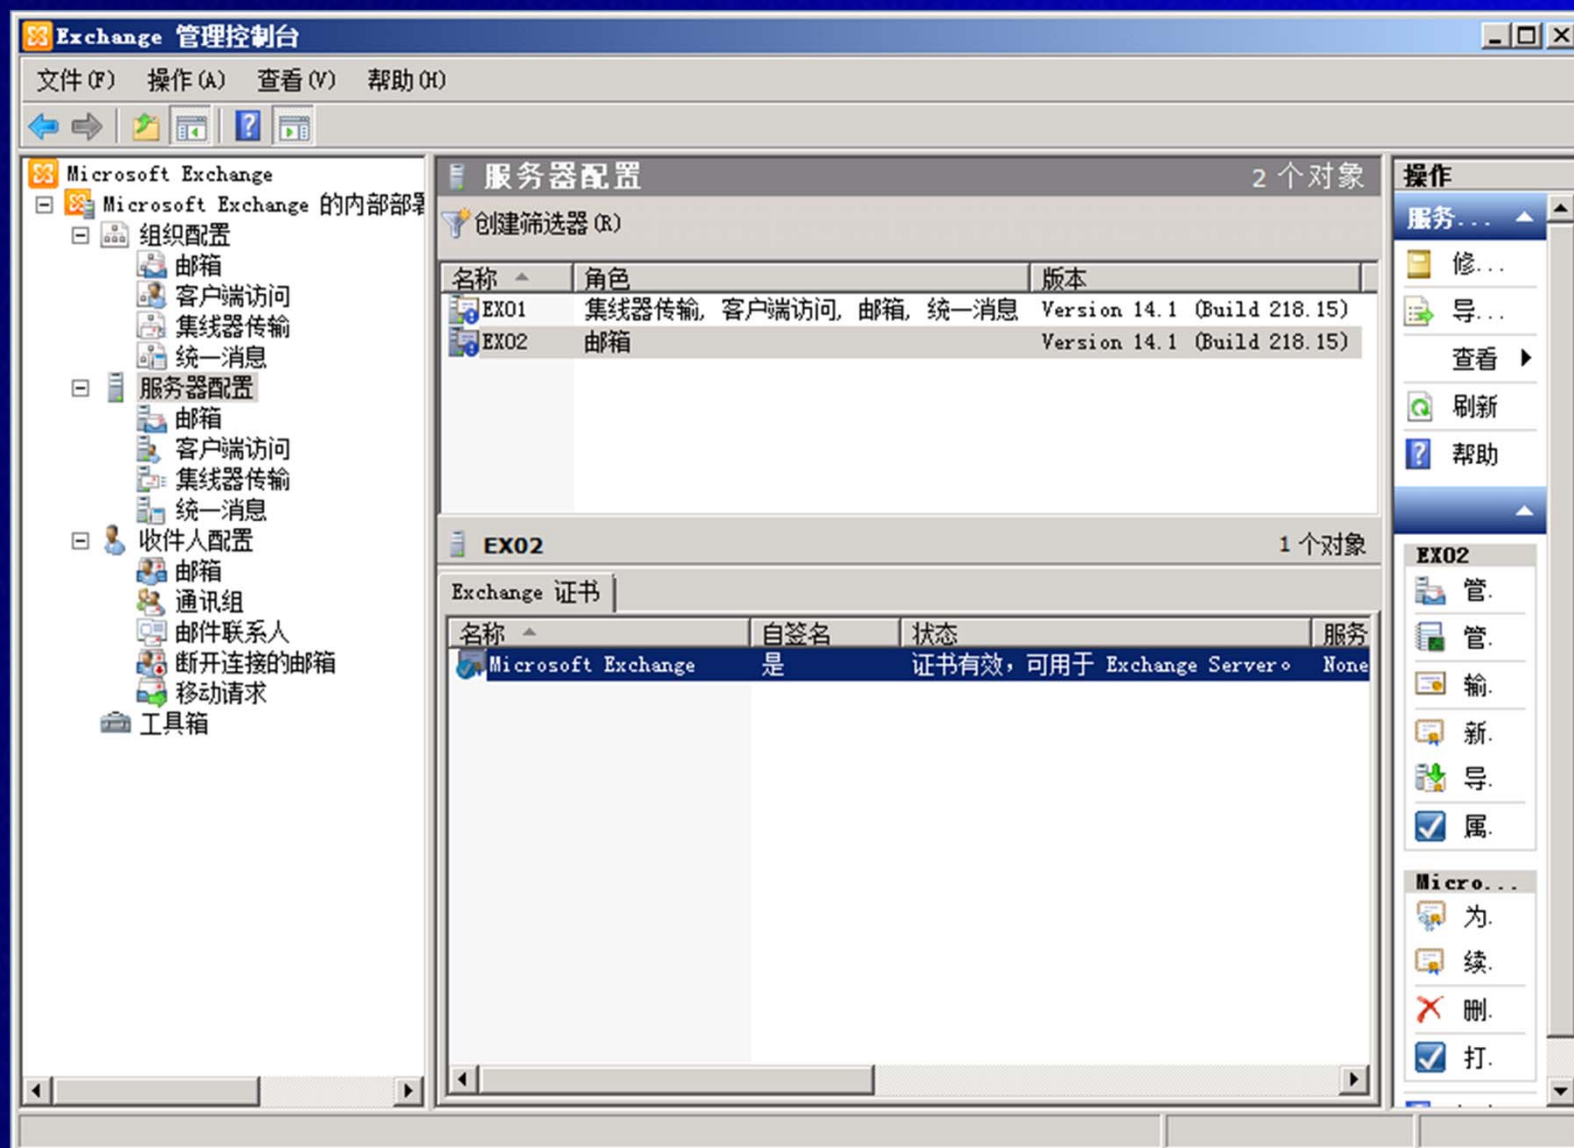 Exchange 管理控制台
文件(F) 操作(A) 查看(V) 帮助(H)
Microsoft Exchange
Microsoft Exchange 的内部部署
组织配置
邮箱
客户端访问
集线器传输
统一消息
服务器配置
邮箱
客户端访问
集线器传输
统一消息
收件人配置
邮箱
通讯组
邮件联系人
断开连接的邮箱
移动请求
工具箱
服务器配置 2 个对象
创建筛选器(R)
名称 角色 版本
EX01 集线器传输, 客户端访问, 邮箱, 统一消息 Version 14.1 (Build 218.15)
EX02 邮箱 Version 14.1 (Build 218.15)
EX02 1 个对象
Exchange 证书
名称 自签名 状态 服务
Microsoft Exchange 是 证书有效，可用于 Exchange Server。 None
操作
服务...
修...
导...
查看
刷新
帮助
EX02
管.
管.
输.
新.
导.
属.
Micro...
为.
续.
删.
打.